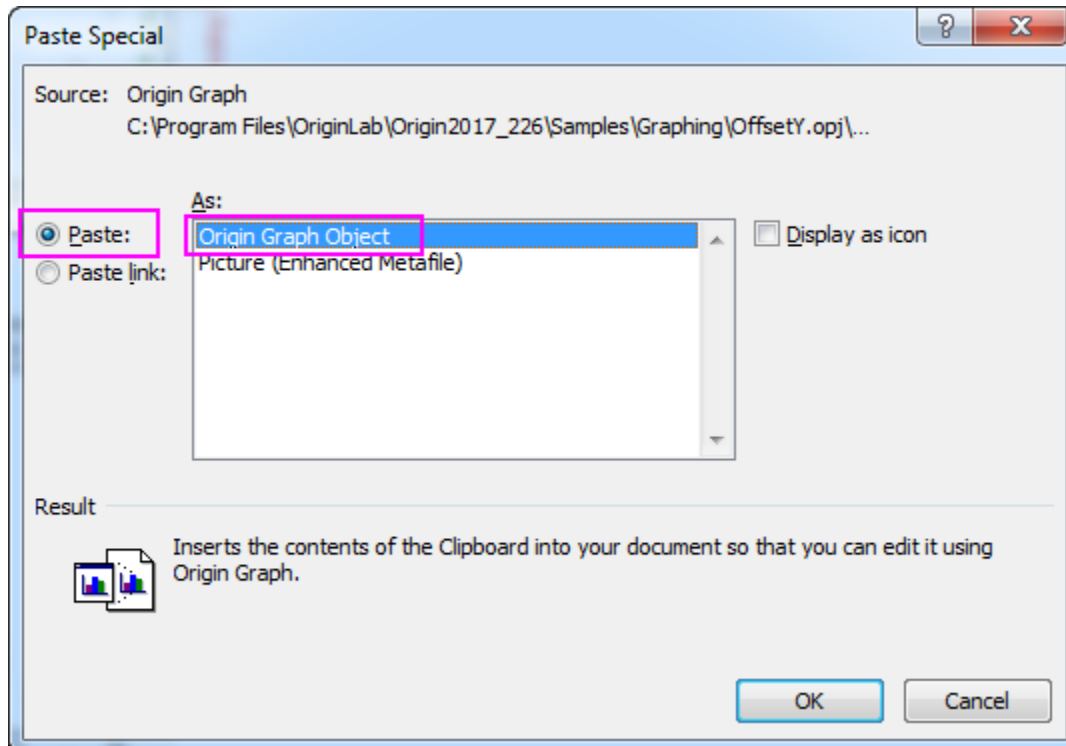 Paste Special
Source: Origin Graph
C:\Program Files\OriginLab\Origin2017_226\Samples\Graphing\OffsetY.opj\...
As:
Paste:
Origin Graph Object
Display as icon
Paste link:
Picture (Enhanced Metafile)
Result
Inserts the contents of the Clipboard into your document so that you can edit it using
Origin Graph.
OK
Cancel